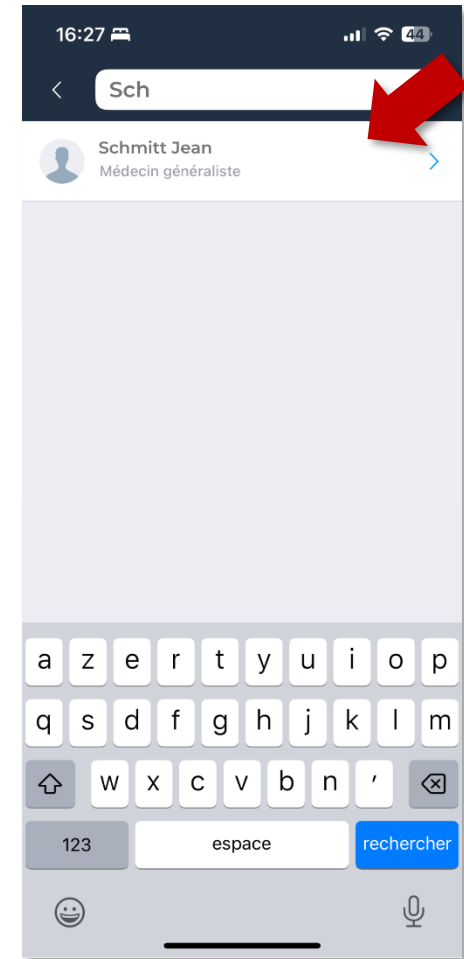 16:27 44
Sch
Schmitt Jean
Médecin généraliste
a z e r t y u i o p
q s d f g h j k l m
w x c v b n ′
123 espace rechercher